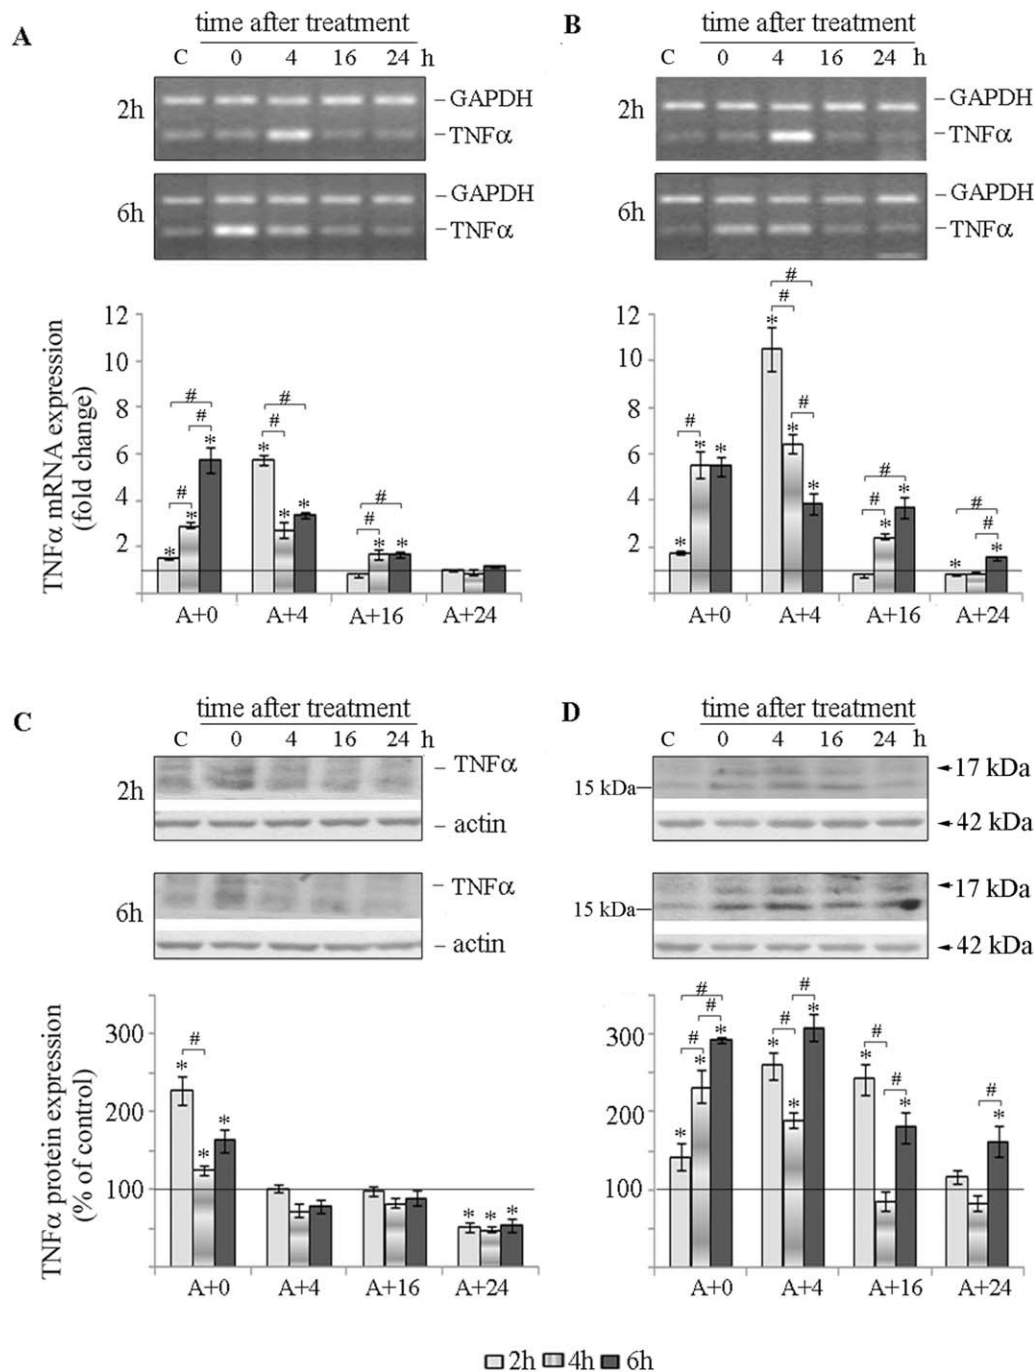 A
time after treatment
C 0 4 16 24 h
2h
GAPDH
TNFα
6h
GAPDH
TNFα
TNFα mRNA expression
(fold change)
12
10
8
6
4
2
# # # # # # #
* * * * * * * *
A+0 A+4 A+16 A+24
B
time after treatment
C 0 4 16 24 h
2h
GAPDH
TNFα
6h
GAPDH
TNFα
12
10
8
6
4
2
# # # # # # # #
* * * * * * * * * *
A+0 A+4 A+16 A+24
C
time after treatment
C 0 4 16 24 h
2h
TNFα
actin
6h
TNFα
actin
TNFα protein expression
(% of control)
300
200
100
#
* * * * * *
A+0 A+4 A+16 A+24
D
time after treatment
C 0 4 16 24 h
2h
15 kDa
17 kDa
42 kDa
6h
15 kDa
17 kDa
42 kDa
300
200
100
# # # # # # # #
* * * * * * * * *
A+0 A+4 A+16 A+24
2h 4h 6h